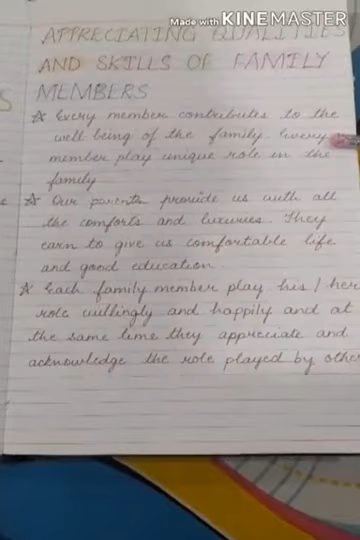 Made with KINEMASTER
APPRECIATING QUALITIES
AND SKILLS OF FAMILY
MEMBERS
☆ Every member contributes to the
well being of the family. Every
member play unique role in the
family
☆ Our parents provide us with all
the comforts and luxuries. They
earn to give us comfortable life
and good education.
☆ Each family member play his / her
role willingly and happily and at
the same time they appreciate and
acknowledge the role played by other